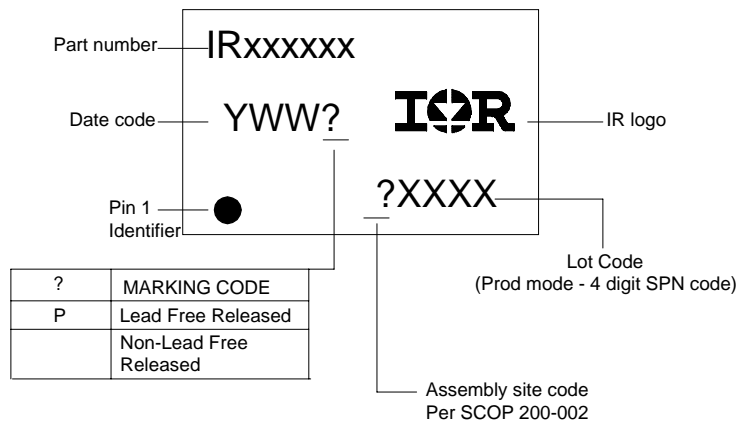 Part number
IRxxxxxx
Date code
YWW?
IOR
IR logo
Pin 1
Identifier
?XXXX
Lot Code
(Prod mode - 4 digit SPN code)
? MARKING CODE
P Lead Free Released
Non-Lead Free
Released
Assembly site code
Per SCOP 200-002